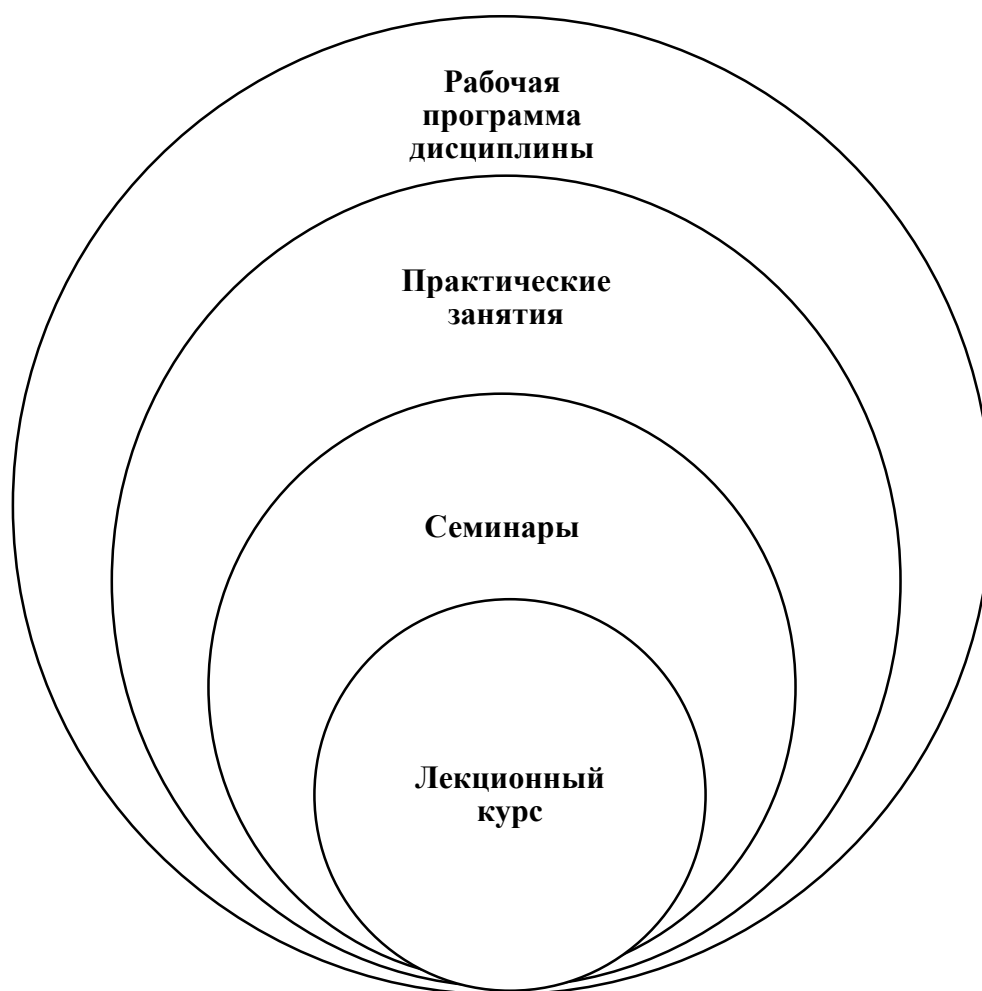 Рабочая
программа
дисциплины
Практические
занятия
Семинары
Лекционный
курс